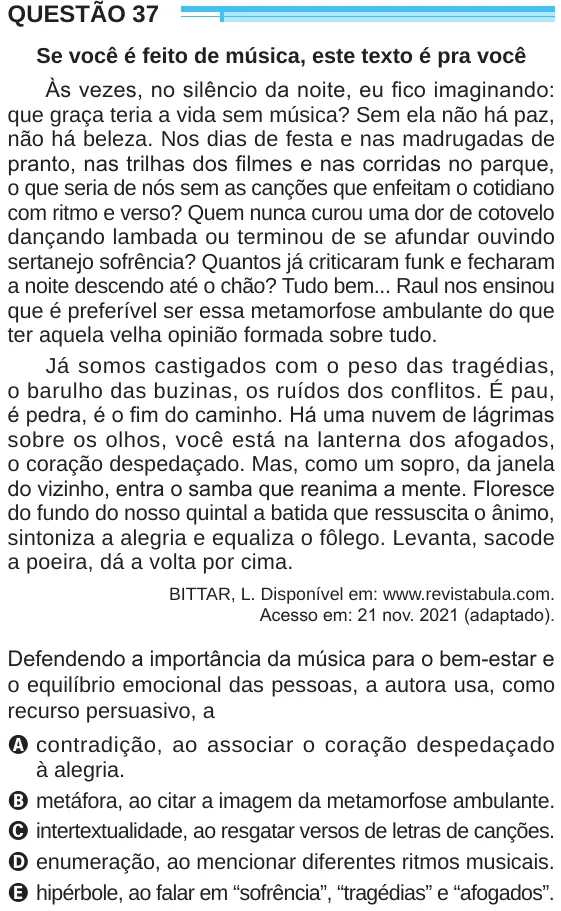 QUESTÃO 37
Se você é feito de música, este texto é pra você
Às vezes, no silêncio da noite, eu fico imaginando:
que graça teria a vida sem música? Sem ela não há paz,
não há beleza. Nos dias de festa e nas madrugadas de
pranto, nas trilhas dos filmes e nas corridas no parque,
o que seria de nós sem as canções que enfeitam o cotidiano
com ritmo e verso? Quem nunca curou uma dor de cotovelo
dançando lambada ou terminou de se afundar ouvindo
sertanejo sofrência? Quantos já criticaram funk e fecharam
a noite descendo até o chão? Tudo bem... Raul nos ensinou
que é preferível ser essa metamorfose ambulante do que
ter aquela velha opinião formada sobre tudo.
Já somos castigados com o peso das tragédias,
o barulho das buzinas, os ruídos dos conflitos. É pau,
é pedra, é o fim do caminho. Há uma nuvem de lágrimas
sobre os olhos, você está na lanterna dos afogados,
o coração despedaçado. Mas, como um sopro, da janela
do vizinho, entra o samba que reanima a mente. Floresce
do fundo do nosso quintal a batida que ressuscita o ânimo,
sintoniza a alegria e equaliza o fôlego. Levanta, sacode
a poeira, dá a volta por cima.
BITTAR, L. Disponível em: www.revistabula.com.
Acesso em: 21 nov. 2021 (adaptado).
Defendendo a importância da música para o bem-estar e
o equilíbrio emocional das pessoas, a autora usa, como
recurso persuasivo, a
A contradição, ao associar o coração despedaçado
à alegria.
B metáfora, ao citar a imagem da metamorfose ambulante.
C intertextualidade, ao resgatar versos de letras de canções.
D enumeração, ao mencionar diferentes ritmos musicais.
E hipérbole, ao falar em “sofrência”, “tragédias” e “afogados”.